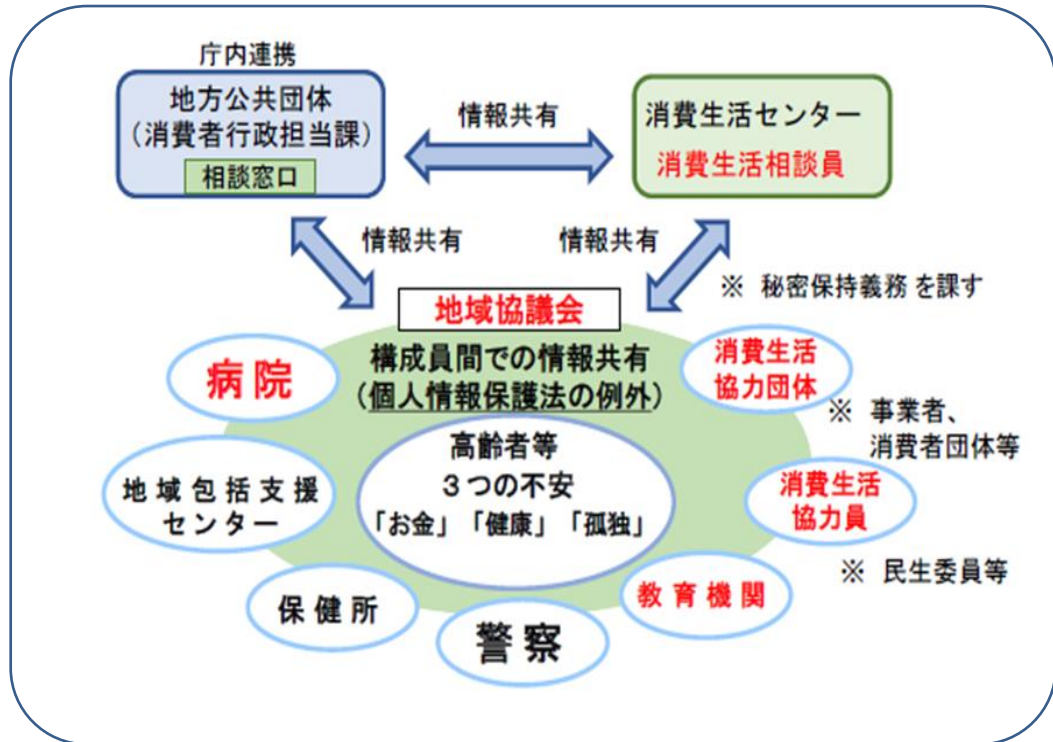 庁内連携
地方公共団体
（消費者行政担当課）
相談窓口
情報共有
消費生活センター
消費生活相談員
情報共有
情報共有
※ 秘密保持義務 を課す
地域協議会
構成員間での情報共有
（個人情報保護法の例外）
病院
消費生活
協力団体
※ 事業者、
消費者団体等
高齢者等
３つの不安
「お金」「健康」「孤独」
地域包括支援
センター
消費生活
協力員
※ 民生委員等
保健所
教育機関
警察